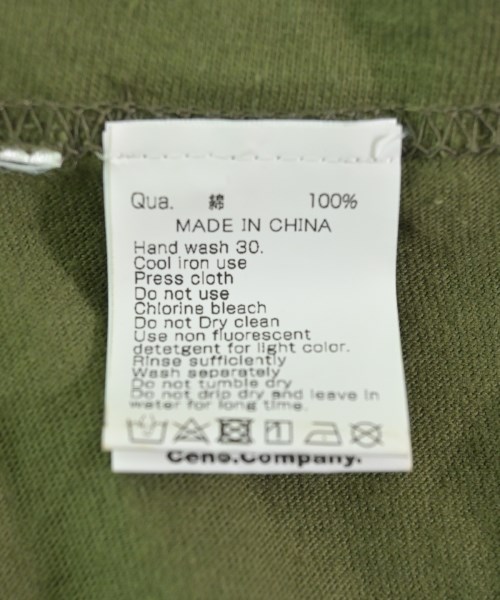 Qua. 綿 100%
MADE IN CHINA
Hand wash 30.
Cool iron use
Press cloth
Do not use
Chlorine bleach
Do not Dry clean
Use non fluorescent
detetgent for light color.
Rinse sufficiently
Wash separately
Do not tumble dry
Do not drip dry and leave in
water for long time.
Ceno.Company.